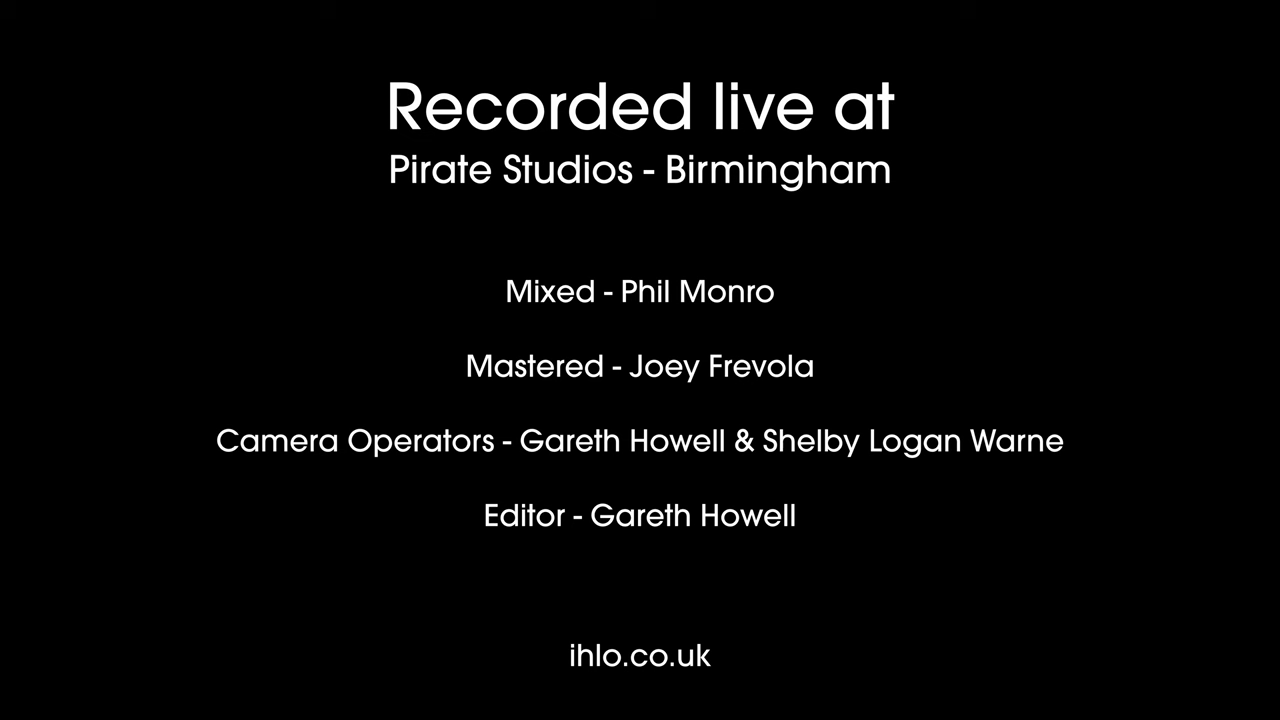 Recorded live at
Pirate Studios - Birmingham
Mixed - Phil Monro
Mastered - Joey Frevola
Camera Operators - Gareth Howell & Shelby Logan Warne
Editor - Gareth Howell
ihlo.co.uk